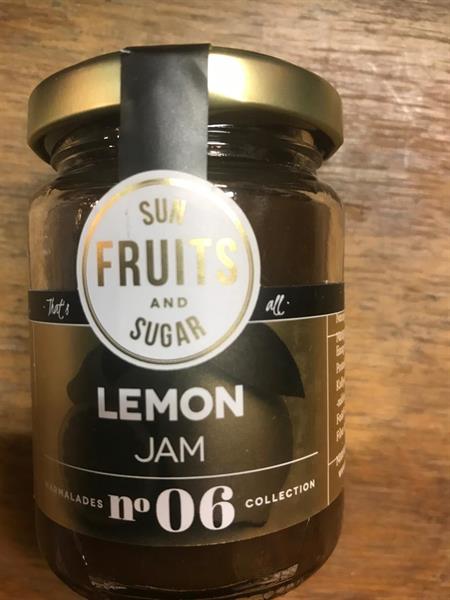 SUN
FRUITS
AND
SUGAR
· That's
all ·
LEMON
JAM
MARMALADES nº06 COLLECTION